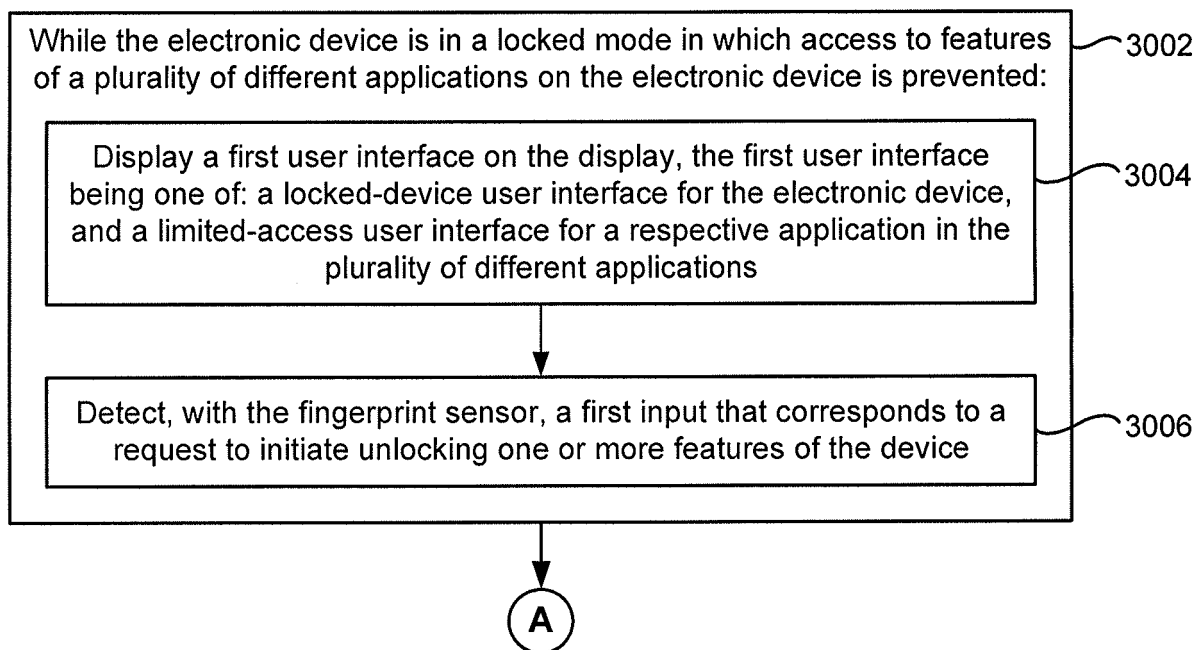 While the electronic device is in a locked mode in which access to features
of a plurality of different applications on the electronic device is prevented:
3002
Display a first user interface on the display, the first user interface
being one of: a locked-device user interface for the electronic device,
and a limited-access user interface for a respective application in the
plurality of different applications
3004
Detect, with the fingerprint sensor, a first input that corresponds to a
request to initiate unlocking one or more features of the device
3006
A